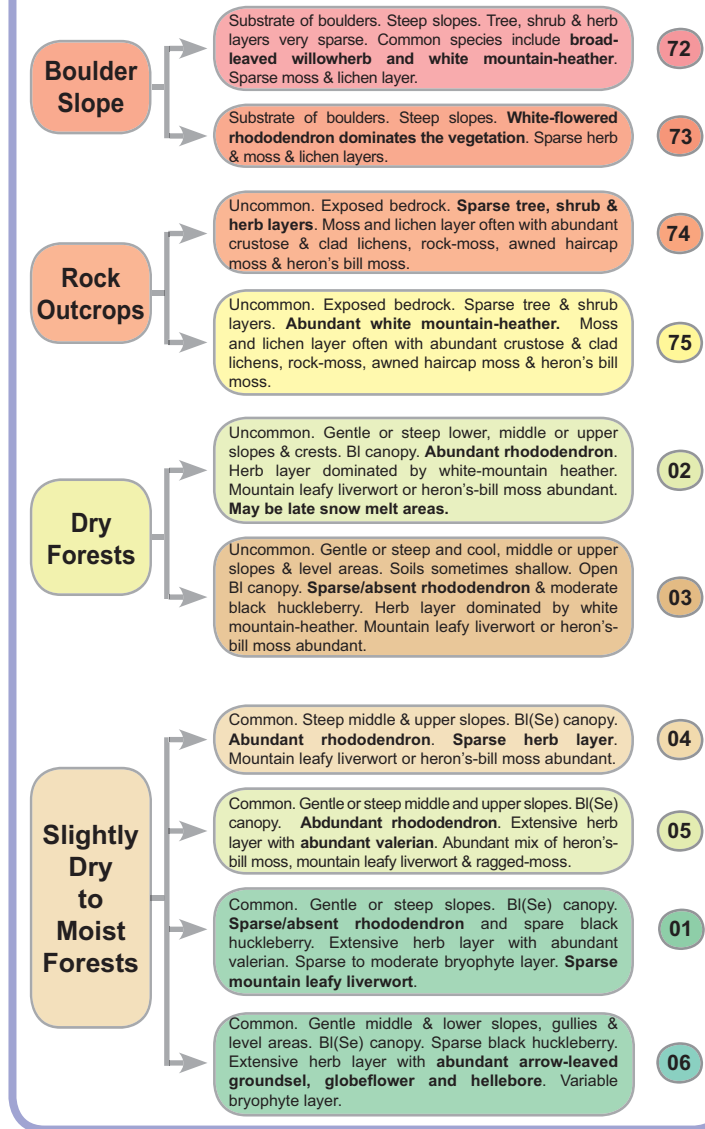 Boulder
Slope
Substrate of boulders. Steep slopes. Tree, shrub & herb
layers very sparse. Common species include broad-
leaved willowherb and white mountain-heather.
Sparse moss & lichen layer.
72
Substrate of boulders. Steep slopes. White-flowered
rhododendron dominates the vegetation. Sparse herb
& moss & lichen layers.
73
Rock
Outcrops
Uncommon. Exposed bedrock. Sparse tree, shrub &
herb layers. Moss and lichen layer often with abundant
crustose & clad lichens, rock-moss, awned haircap
moss & heron's bill moss.
74
Uncommon. Exposed bedrock. Sparse tree & shrub
layers. Abundant white mountain-heather. Moss
and lichen layer often with abundant crustose & clad
lichens, rock-moss, awned haircap moss & heron's bill
moss.
75
Dry
Forests
Uncommon. Gentle or steep lower, middle or upper
slopes & crests. Bl canopy. Abundant rhododendron.
Herb layer dominated by white-mountain heather.
Mountain leafy liverwort or heron's-bill moss abundant.
May be late snow melt areas.
02
Uncommon. Gentle or steep and cool, middle or upper
slopes & level areas. Soils sometimes shallow. Open
Bl canopy. Sparse/absent rhododendron & moderate
black huckleberry. Herb layer dominated by white
mountain-heather. Mountain leafy liverwort or heron's-
bill moss abundant.
03
Slightly
Dry
to
Moist
Forests
Common. Steep middle & upper slopes. Bl(Se) canopy.
Abundant rhododendron. Sparse herb layer.
Mountain leafy liverwort or heron's-bill moss abundant.
04
Common. Gentle or steep middle and upper slopes. Bl(Se)
canopy. Abdundant rhododendron. Extensive herb
layer with abundant valerian. Abundant mix of heron's-
bill moss, mountain leafy liverwort & ragged-moss.
05
Common. Gentle or steep slopes. Bl(Se) canopy.
Sparse/absent rhododendron and spare black
huckleberry. Extensive herb layer with abundant
valerian. Sparse to moderate bryophyte layer. Sparse
mountain leafy liverwort.
01
Common. Gentle middle & lower slopes, gullies &
level areas. Bl(Se) canopy. Sparse black huckleberry.
Extensive herb layer with abundant arrow-leaved
groundsel, globeflower and hellebore. Variable
bryophyte layer.
06